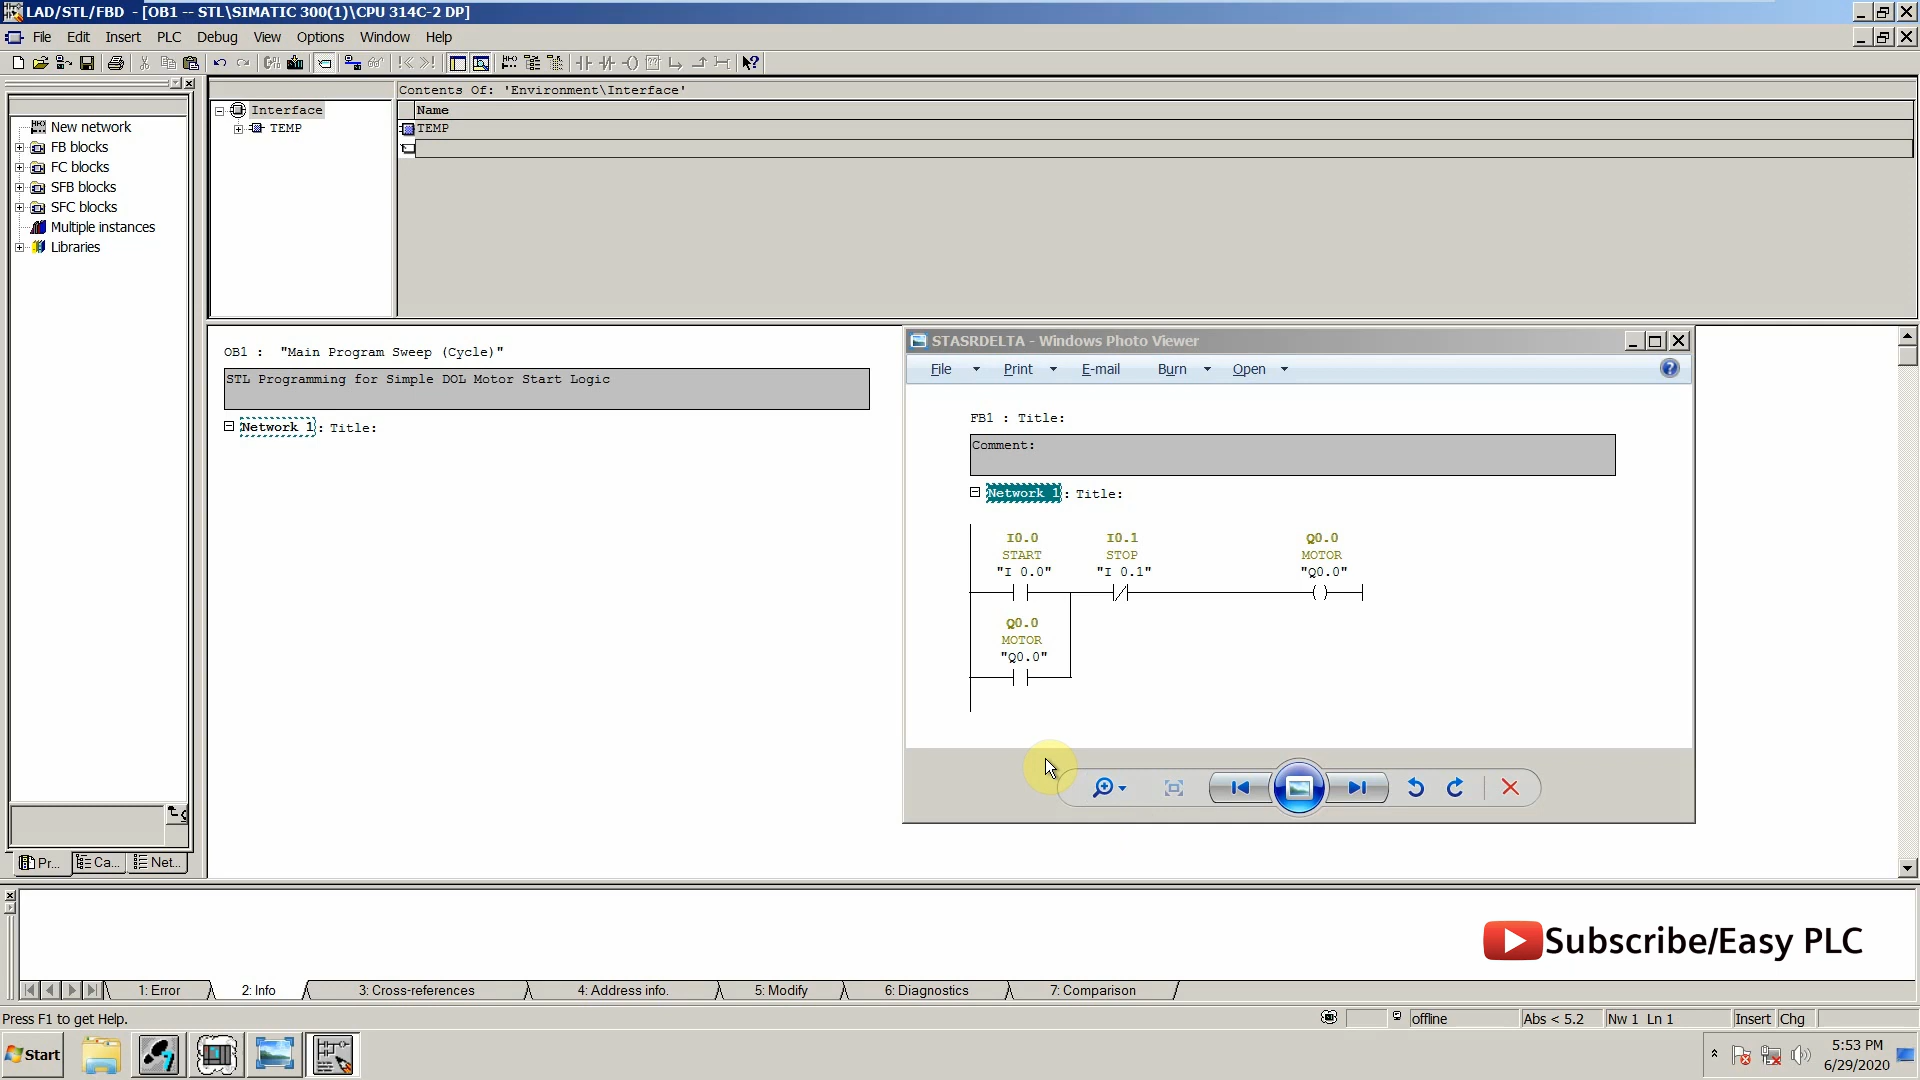 LAD/STL/FBD - [OB1 -- STL\SIMATIC 300(1)\CPU 314C-2 DP]
File Edit Insert PLC Debug View Options Window Help
Contents Of: 'Environment\Interface'
Interface
Name
TEMP
TEMP
New network
FB blocks
FC blocks
SFB blocks
SFC blocks
Multiple instances
Libraries
OB1 : "Main Program Sweep (Cycle)"
STL Programming for Simple DOL Motor Start Logic
Network 1: Title:
STASRDELTA - Windows Photo Viewer
File Print E-mail Burn Open
FB1 : Title:
Comment:
Network 1: Title:
I0.0 I0.1 Q0.0
START STOP MOTOR
"I 0.0" "I 0.1" "Q0.0"
Q0.0
MOTOR
"Q0.0"
Pr... Ca... Net...
Subscribe/Easy PLC
1: Error 2: Info 3: Cross-references 4: Address info. 5: Modify 6: Diagnostics 7: Comparison
Press F1 to get Help.
offline Abs < 5.2 Nw 1 Ln 1 Insert Chg
Start
5:53 PM
6/29/2020